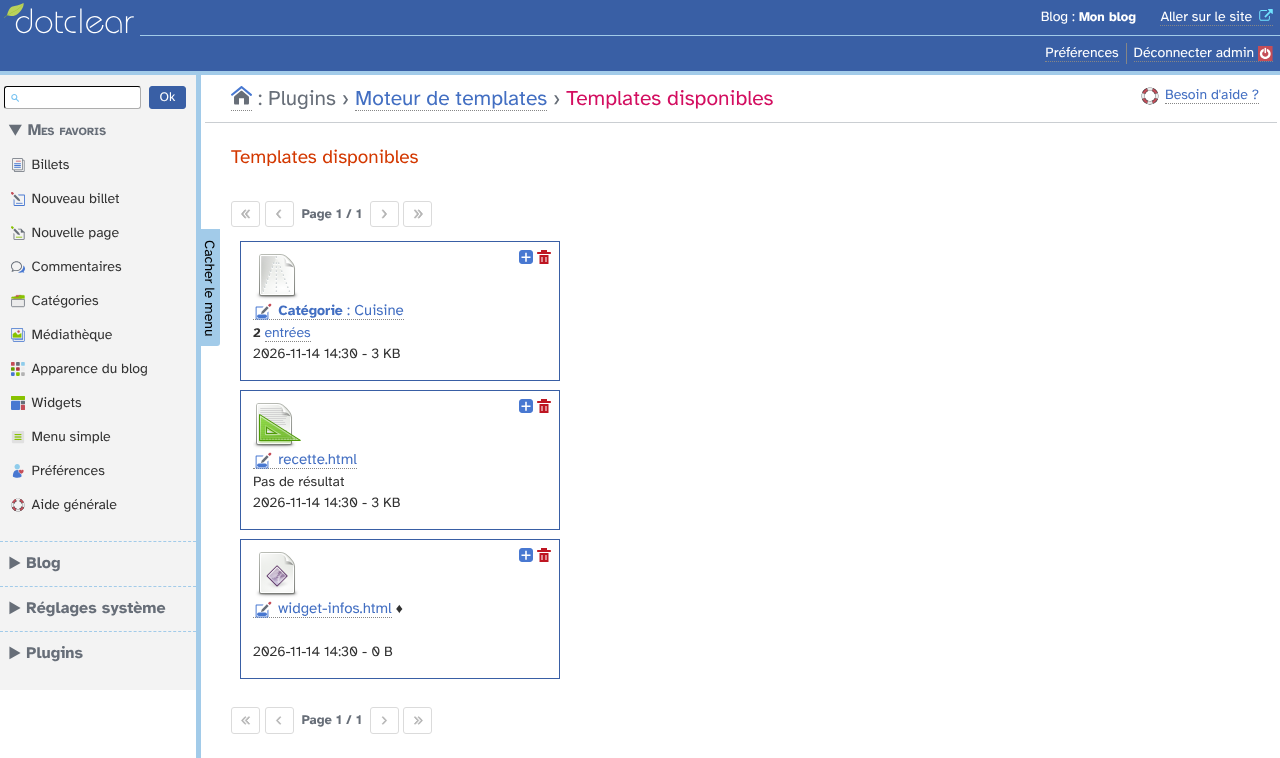 dotclear
Blog : Mon blog Aller sur le site
Préférences Déconnecter admin
Ok
: Plugins › Moteur de templates › Templates disponibles
Besoin d'aide ?
Mes favoris
Billets
Nouveau billet
Nouvelle page
Commentaires
Catégories
Médiathèque
Apparence du blog
Widgets
Menu simple
Préférences
Aide générale
Blog
Réglages système
Plugins
Cacher le menu
Templates disponibles
« ‹ Page 1 / 1 › »
Catégorie : Cuisine
2 entrées
2026-11-14 14:30 - 3 KB
recette.html
Pas de résultat
2026-11-14 14:30 - 3 KB
widget-infos.html ♦
2026-11-14 14:30 - 0 B
« ‹ Page 1 / 1 › »